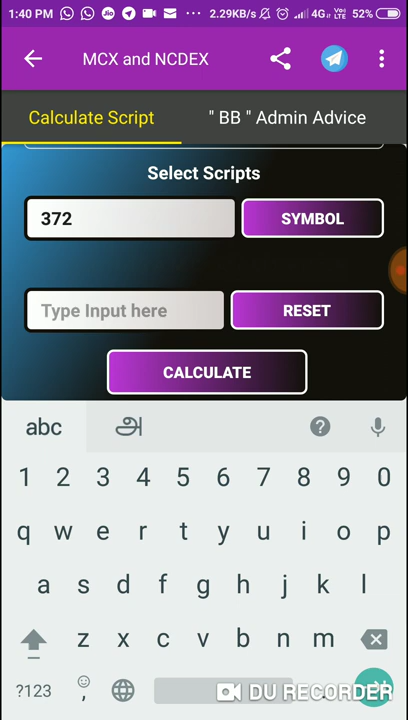 1:40 PM Jio ... 2.29KB/s 4G VoLTE 52%
MCX and NCDEX
Calculate Script " BB " Admin Advice
Select Scripts
372 SYMBOL
Type Input here RESET
CALCULATE
abc அ ?
1 2 3 4 5 6 7 8 9 0
q w e r t y u i o p
a s d f g h j k l
z x c v b n m
?123 , .
DU RECORDER